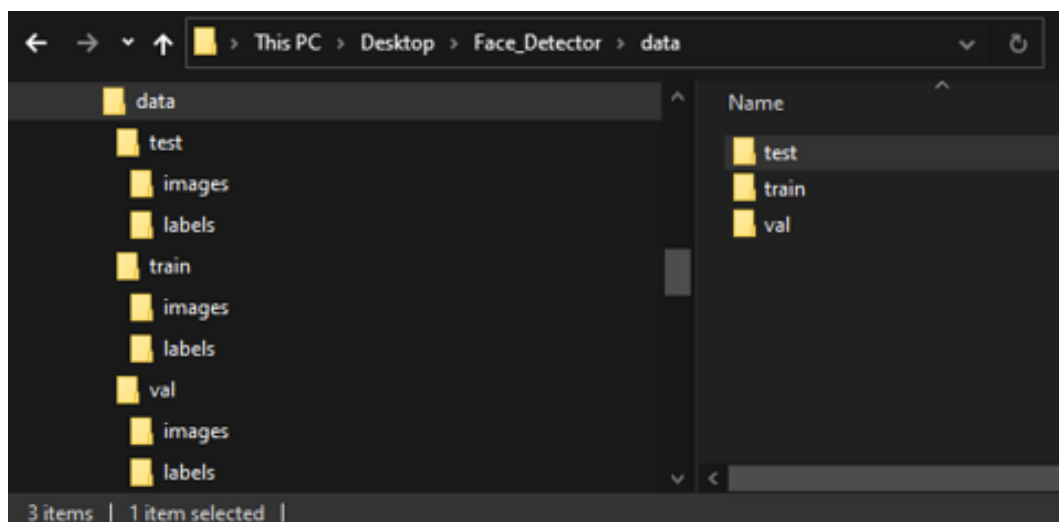 This PC > Desktop > Face_Detector > data
data
test
images
labels
train
images
labels
val
images
labels
Name
test
train
val
3 items | 1 item selected |